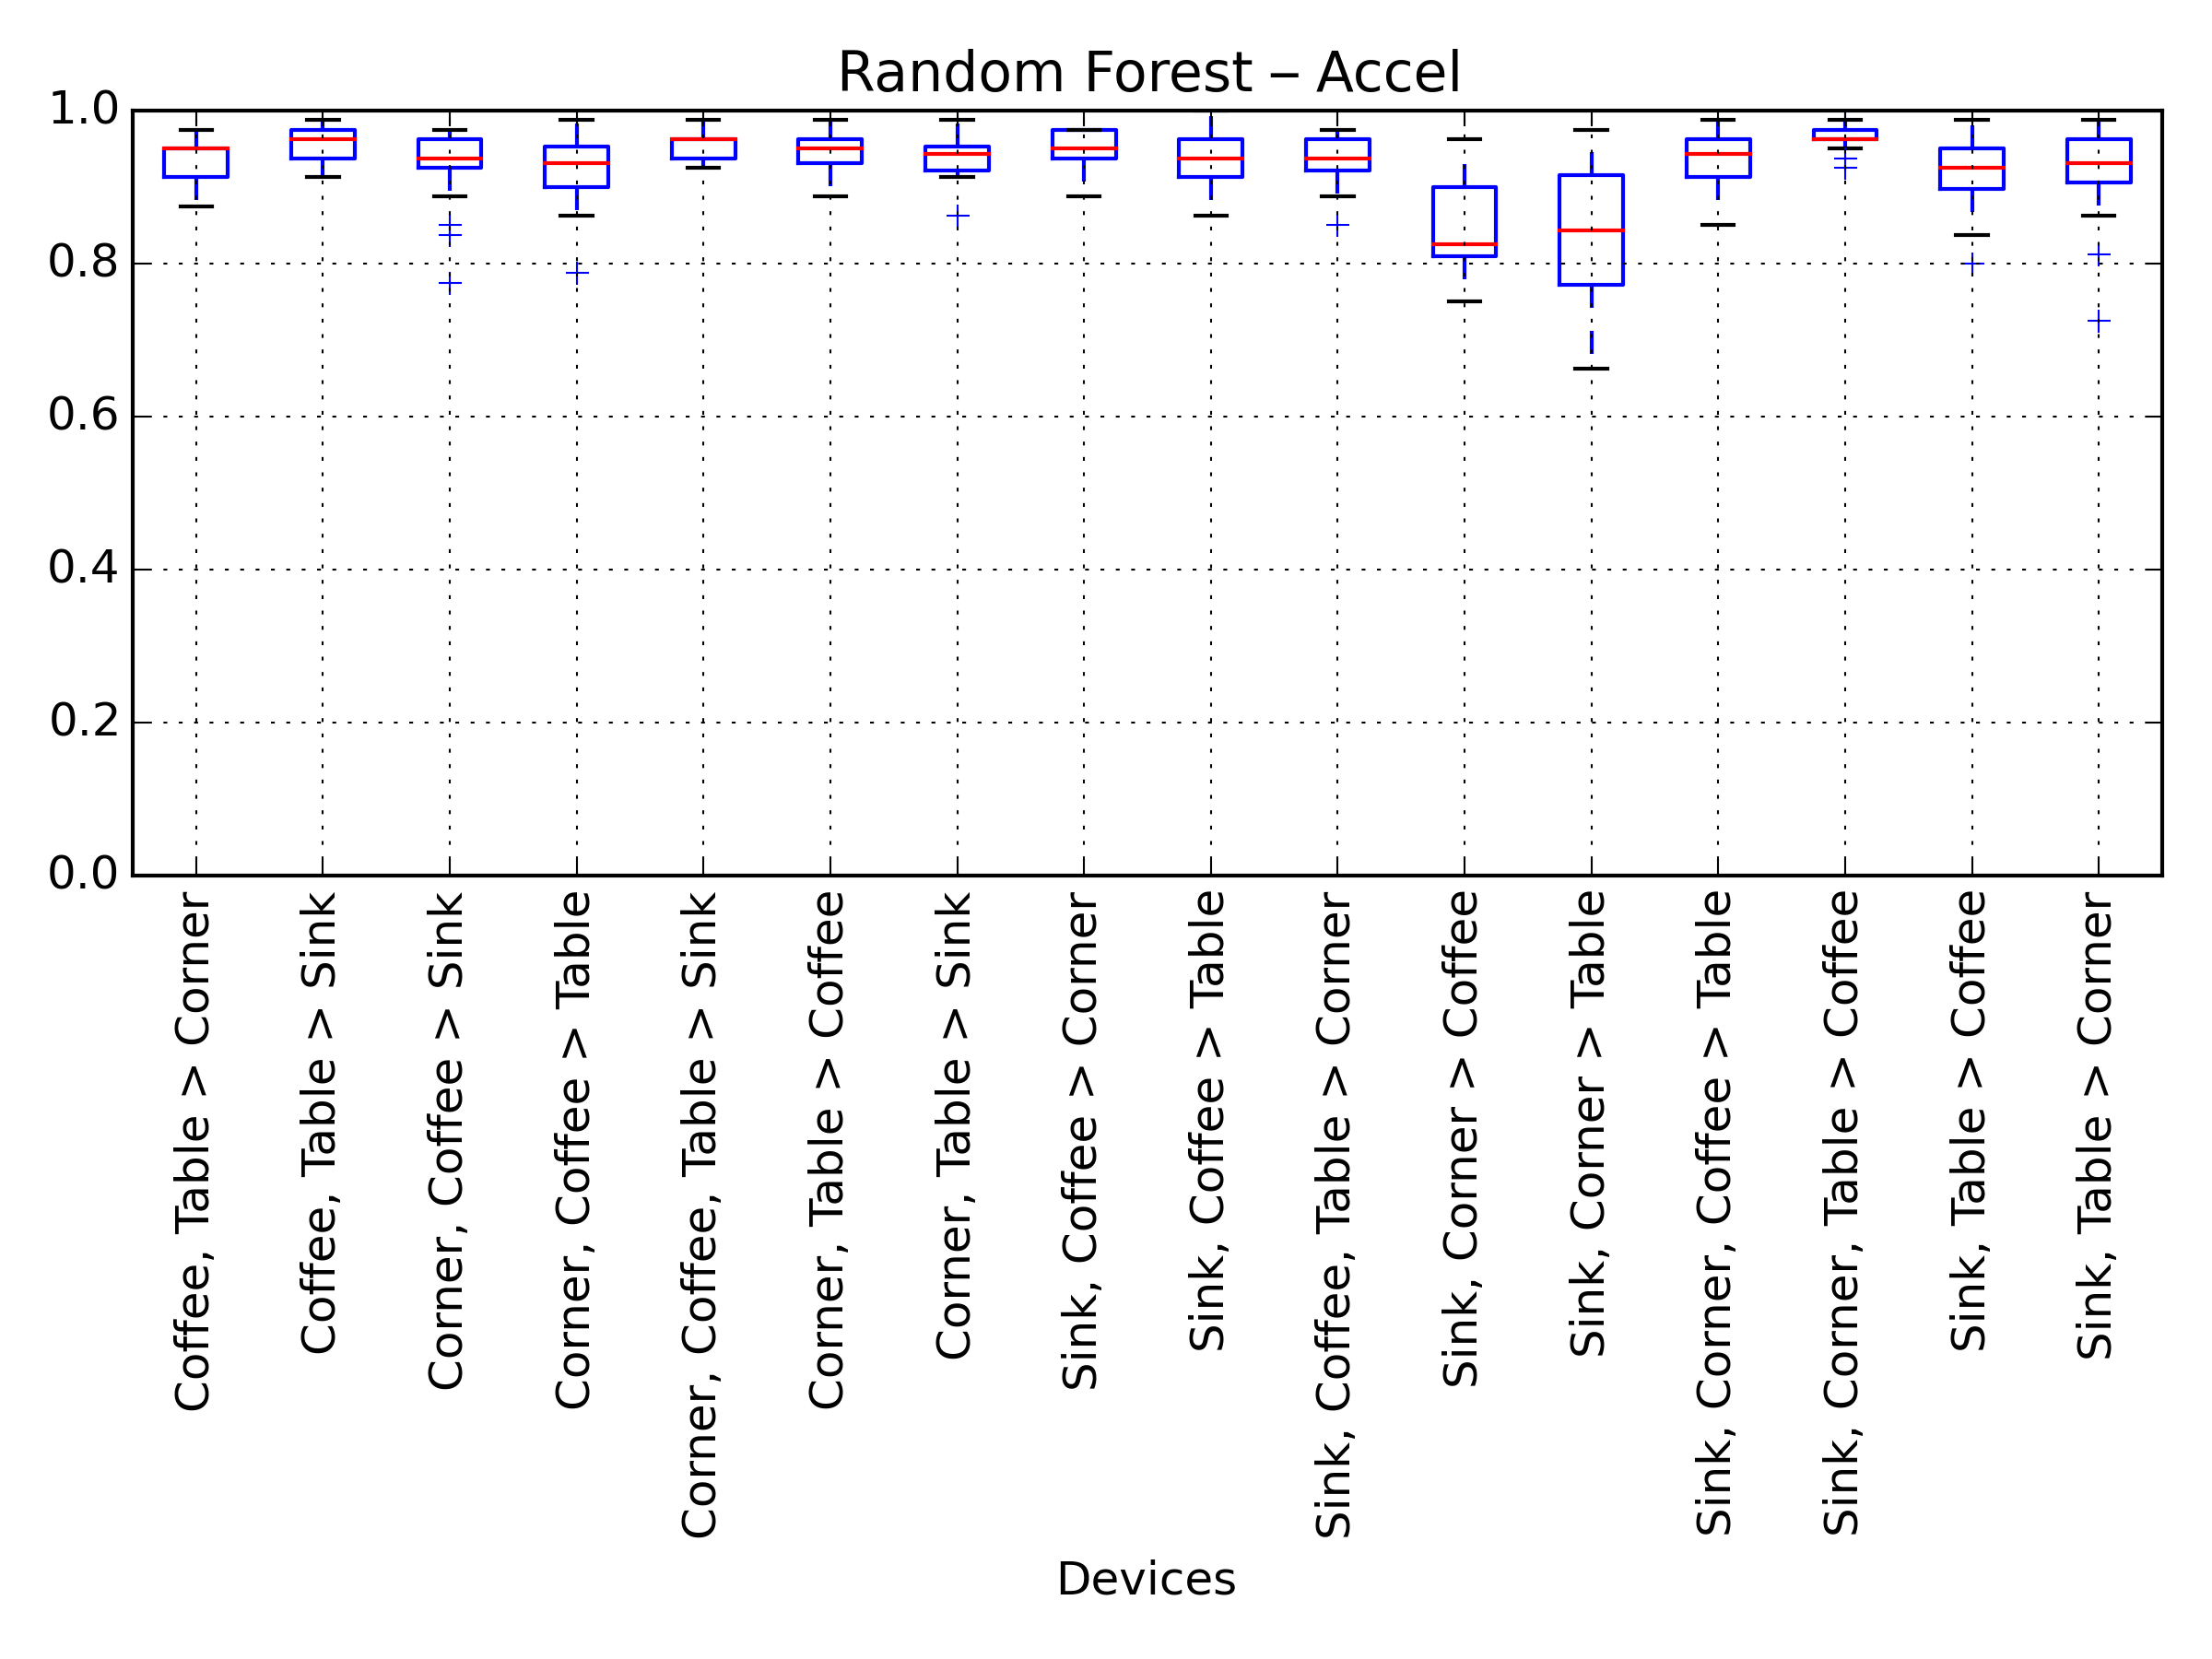 Random Forest – Accel
1.0
0.8
0.6
0.4
0.2
0.0
Coffee, Table > Corner
Coffee, Table > Sink
Corner, Coffee > Sink
Corner, Coffee > Table
Corner, Coffee, Table > Sink
Corner, Table > Coffee
Corner, Table > Sink
Sink, Coffee > Corner
Sink, Coffee > Table
Sink, Coffee, Table > Corner
Sink, Corner > Coffee
Sink, Corner > Table
Sink, Corner, Coffee > Table
Sink, Corner, Table > Coffee
Sink, Table > Coffee
Sink, Table > Corner
Devices